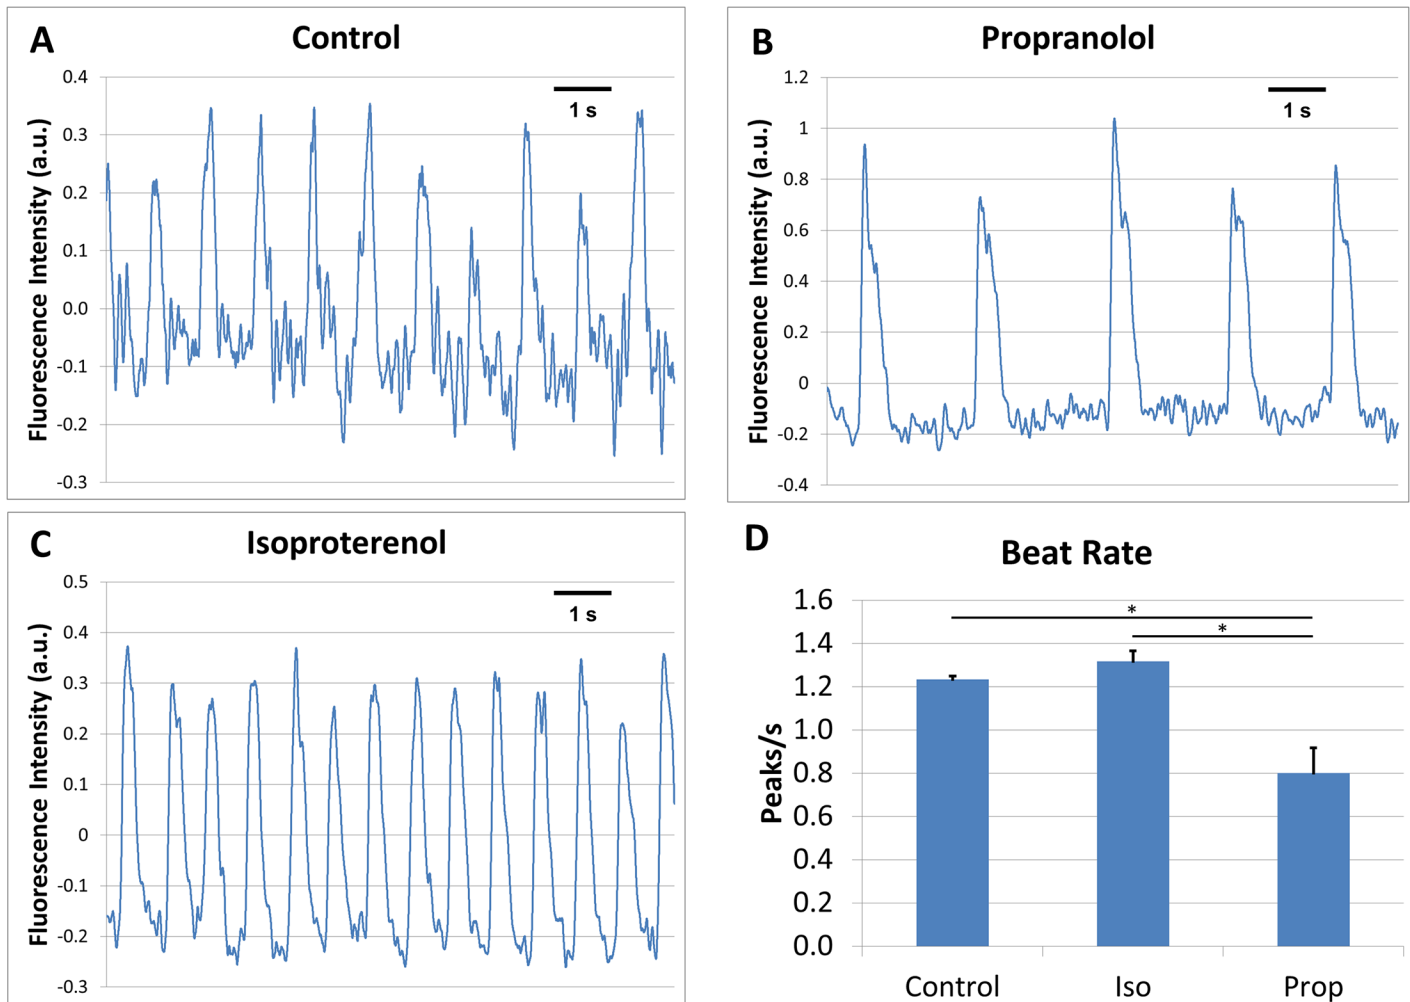 A
Control
Fluorescence Intensity (a.u.)
0.4
0.3
0.2
0.1
0.0
-0.1
-0.2
-0.3
1 s
B
Propranolol
Fluorescence Intensity (a.u.)
1.2
1
0.8
0.6
0.4
0.2
0
-0.2
-0.4
1 s
C
Isoproterenol
Fluorescence Intensity (a.u.)
0.5
0.4
0.3
0.2
0.1
0
-0.1
-0.2
-0.3
1 s
D
Beat Rate
Peaks/s
1.6
1.4
1.2
1.0
0.8
0.6
0.4
0.2
0.0
*
*
Control Iso Prop